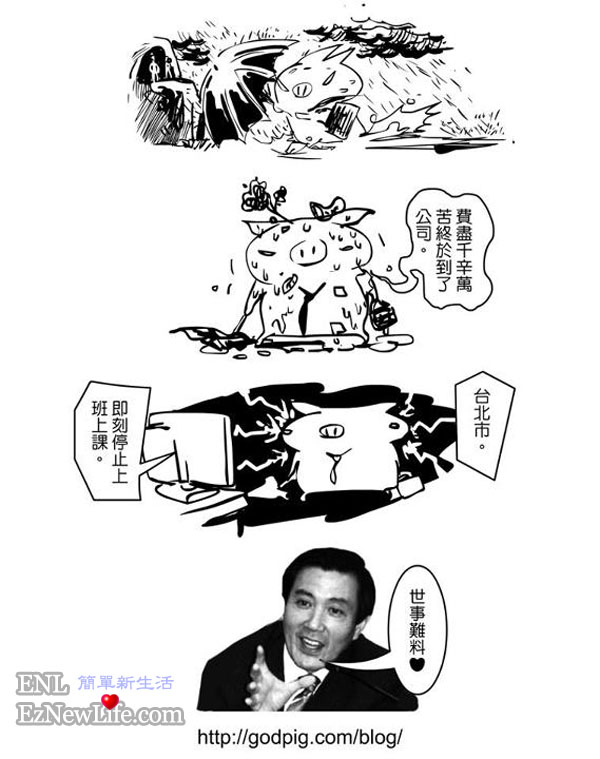 費盡千辛萬
苦終於到了
公司。
台北市。
即刻停止上
班上課。
世事難料♥
ENL 簡單新生活
EzNewLife.com
http://godpig.com/blog/